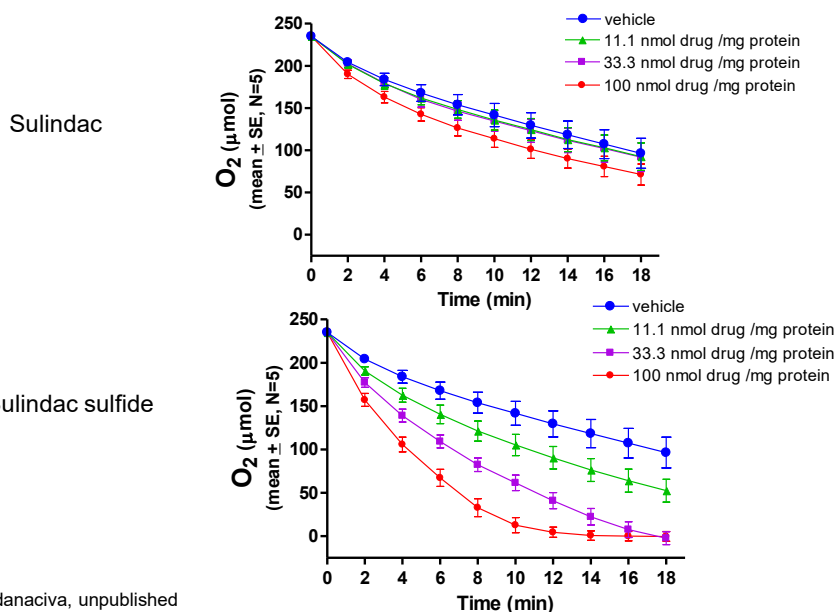 vehicle
11.1 nmol drug /mg protein
33.3 nmol drug /mg protein
100 nmol drug /mg protein
Sulindac
O2 (μmol)
(mean ± SE, N=5)
250
200
150
100
50
0
0 2 4 6 8 10 12 14 16 18
Time (min)
vehicle
11.1 nmol drug /mg protein
33.3 nmol drug /mg protein
100 nmol drug /mg protein
ulindac sulfide
O2 (μmol)
(mean ± SE, N=5)
250
200
150
100
50
0
0 2 4 6 8 10 12 14 16 18
Time (min)
danaciva, unpublished